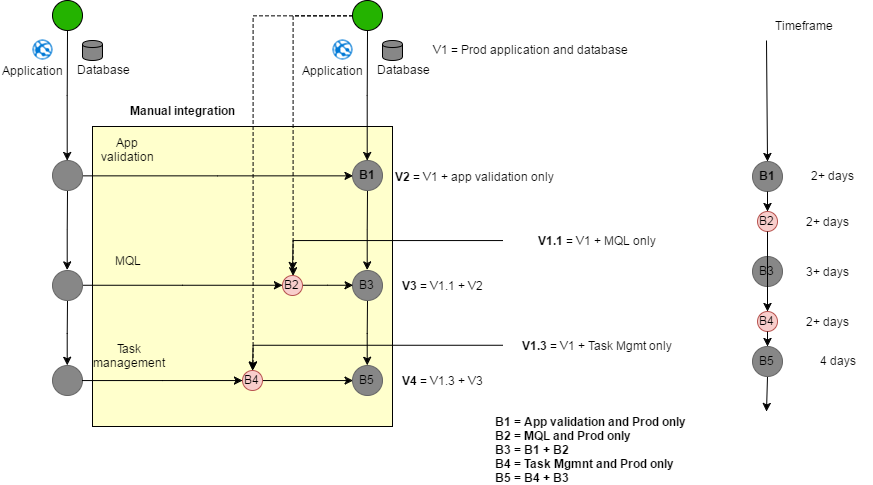 Timeframe
Application
Database
Application
Database
V1 = Prod application and database
Manual integration
App
validation
B1
V2 = V1 + app validation only
B1
2+ days
B2
2+ days
V1.1 = V1 + MQL only
MQL
B2
B3
V3 = V1.1 + V2
B3
3+ days
B4
2+ days
V1.3 = V1 + Task Mgmt only
Task
management
B4
B5
V4 = V1.3 + V3
B5
4 days
B1 = App validation and Prod only
B2 = MQL and Prod only
B3 = B1 + B2
B4 = Task Mgmnt and Prod only
B5 = B4 + B3